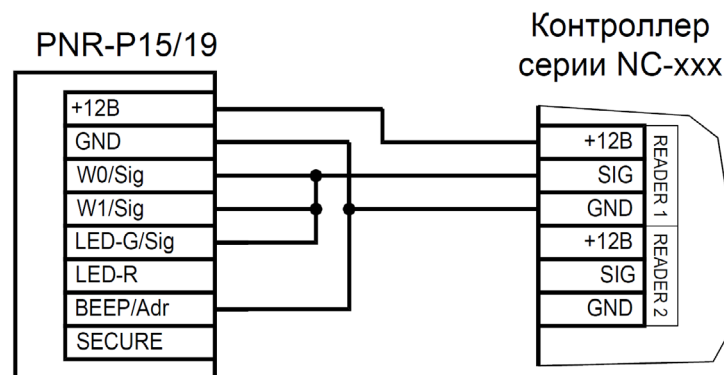 PNR-P15/19
+12В
GND
W0/Sig
W1/Sig
LED-G/Sig
LED-R
BEEP/Adr
SECURE
Контроллер
серии NC-xxx
+12В
SIG
GND
READER 1
+12В
SIG
GND
READER 2